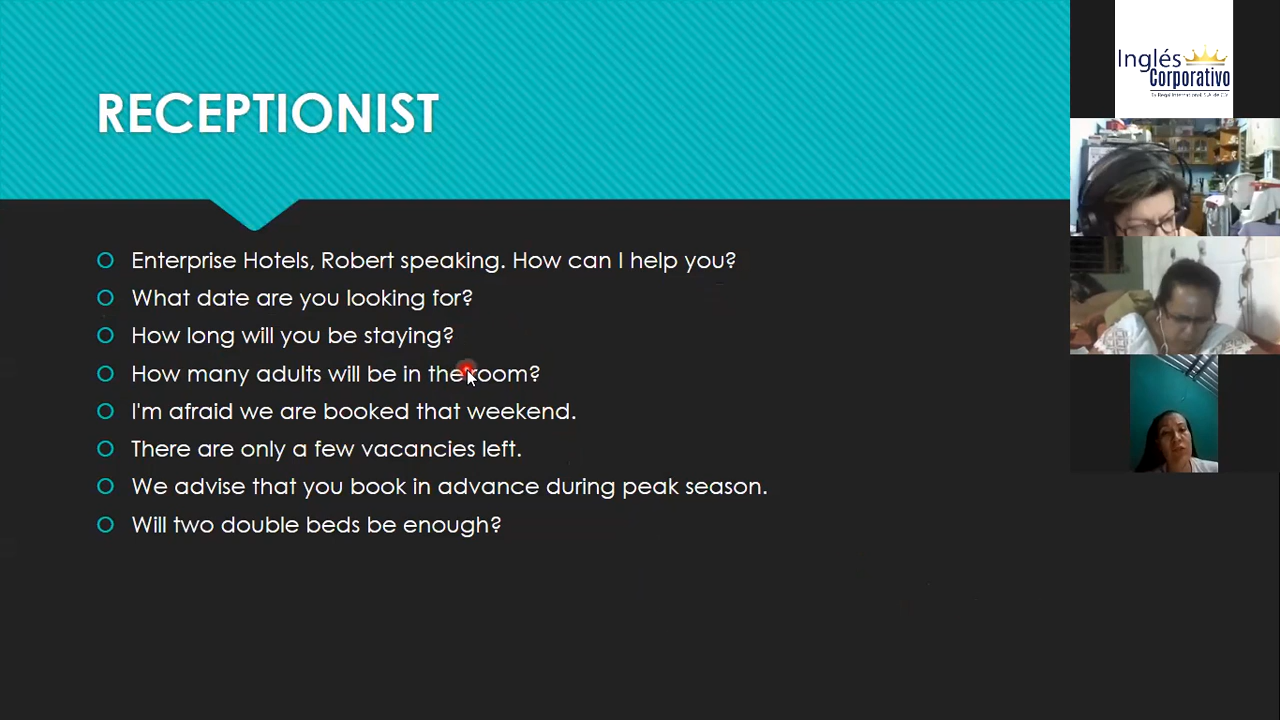 RECEPTIONIST
Enterprise Hotels, Robert speaking. How can I help you?
What date are you looking for?
How long will you be staying?
How many adults will be in the room?
I'm afraid we are booked that weekend.
There are only a few vacancies left.
We advise that you book in advance during peak season.
Will two double beds be enough?
Inglés
Corporativo